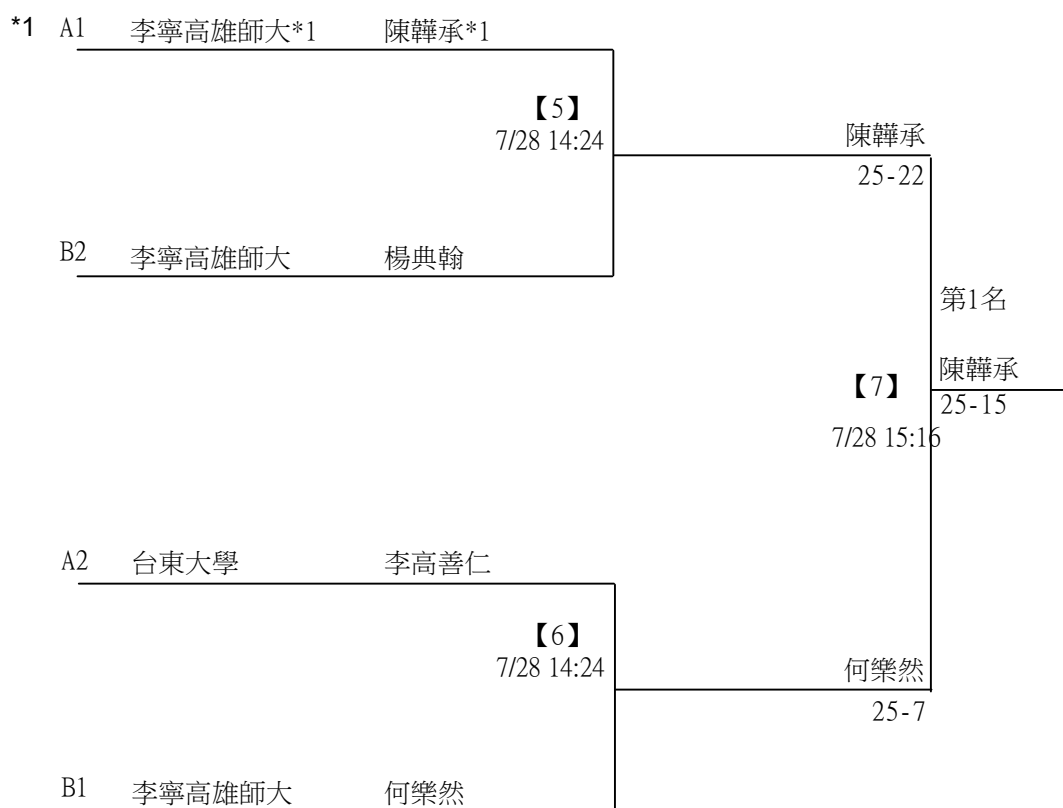 *1 A1 李寧高雄師大*1 陳韡承*1
【5】
7/28 14:24
陳韡承
25-22
B2 李寧高雄師大 楊典翰
第1名
【7】
陳韡承
25-15
7/28 15:16
A2 台東大學 李高善仁
【6】
7/28 14:24
何樂然
25-7
B1 李寧高雄師大 何樂然